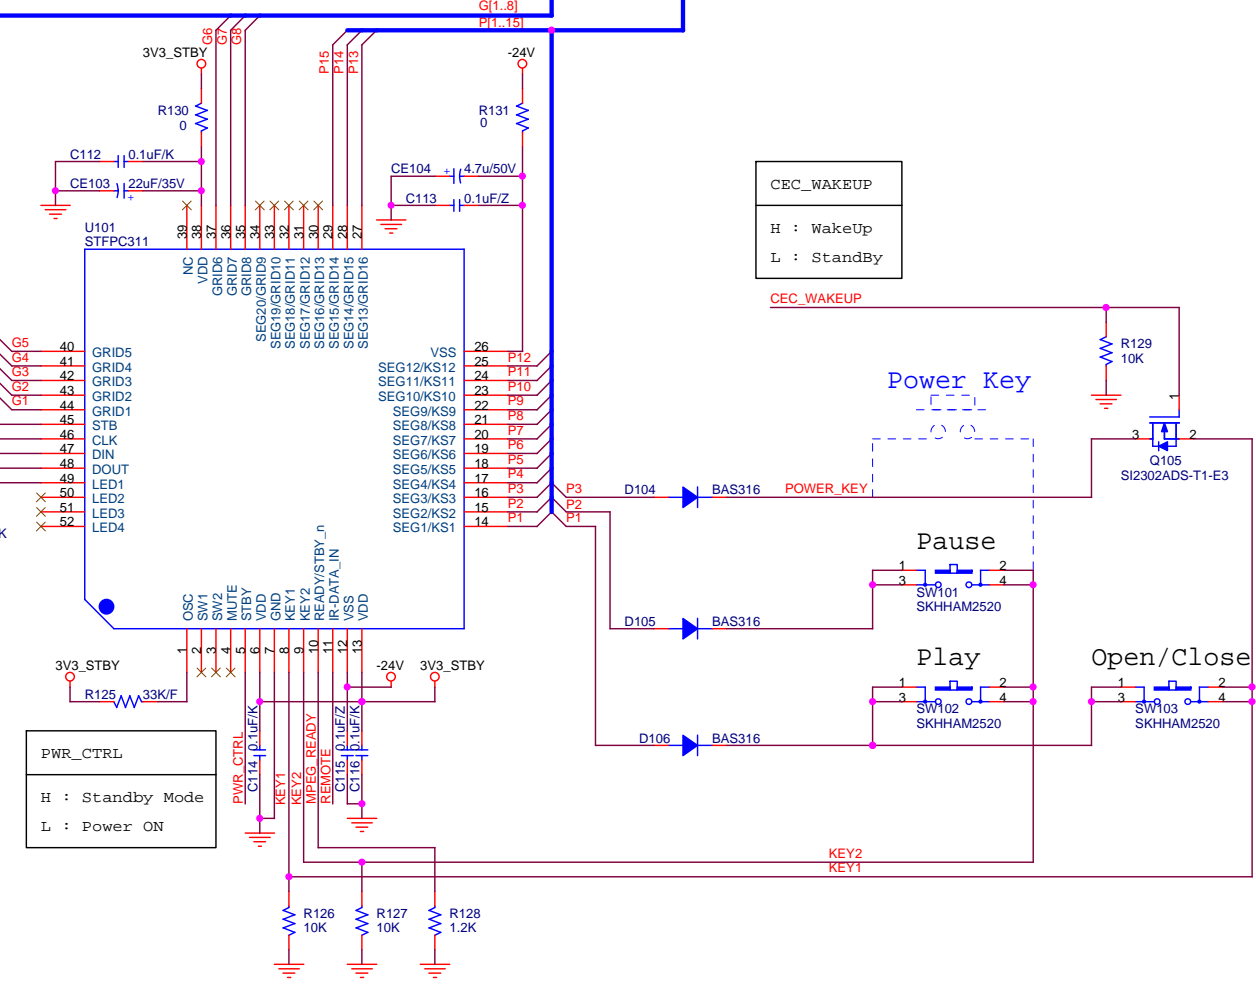 G[1..8]
P[1..15]
G6
G7
G8
P15
P14
P13
3V3_STBY
-24V
R130
0
R131
0
C112
0.1uF/K
CE103
22uF/35V
+
CE104
+
4.7u/50V
C113
0.1uF/Z
U101
STFPC311
39
38
37
36
35
34
33
32
31
30
29
28
27
NC
VDD
GRID6
GRID7
GRID8
SEG20/GRID9
SEG19/GRID10
SEG18/GRID11
SEG17/GRID12
SEG16/GRID13
SEG15/GRID14
SEG14/GRID15
SEG13/GRID16
G5 40 GRID5
G4 41 GRID4
G3 42 GRID3
G2 43 GRID2
G1 44 GRID1
45 STB
46 CLK
47 DIN
48 DOUT
49 LED1
50 LED2
51 LED3
52 LED4
K
VSS 26
SEG12/KS12 25 P12
SEG11/KS11 24 P11
SEG10/KS10 23 P10
SEG9/KS9 22 P9
SEG8/KS8 21 P8
SEG7/KS7 20 P7
SEG6/KS6 19 P6
SEG5/KS5 18 P5
SEG4/KS4 17 P4
SEG3/KS3 16 P3
SEG2/KS2 15 P2
SEG1/KS1 14 P1
P3
P2
P1
OSC
SW1
SW2
MUTE
STBY
VDD
GND
KEY1
KEY2
READY/STBY_n
IR-DATA_IN
VSS
VDD
1
2
3
4
5
6
7
8
9
10
11
12
13
3V3_STBY
R125
33K/F
-24V
3V3_STBY
PWR_CTRL
C114
0.1uF/K
KEY1
KEY2
MPEG_READY
REMOTE
C115
0.1uF/Z
C116
0.1uF/K
PWR_CTRL
H : Standby Mode
L : Power ON
R126
10K
R127
10K
R128
1.2K
KEY2
KEY1
CEC_WAKEUP
H : WakeUp
L : StandBy
CEC_WAKEUP
R129
10K
Power Key
1
3
2
Q105
SI2302ADS-T1-E3
D104
BAS316
POWER_KEY
Pause
1
2
3
4
SW101
SKHHAM2520
D105
BAS316
Play
1
2
3
4
SW102
SKHHAM2520
Open/Close
1
2
3
4
SW103
SKHHAM2520
D106
BAS316